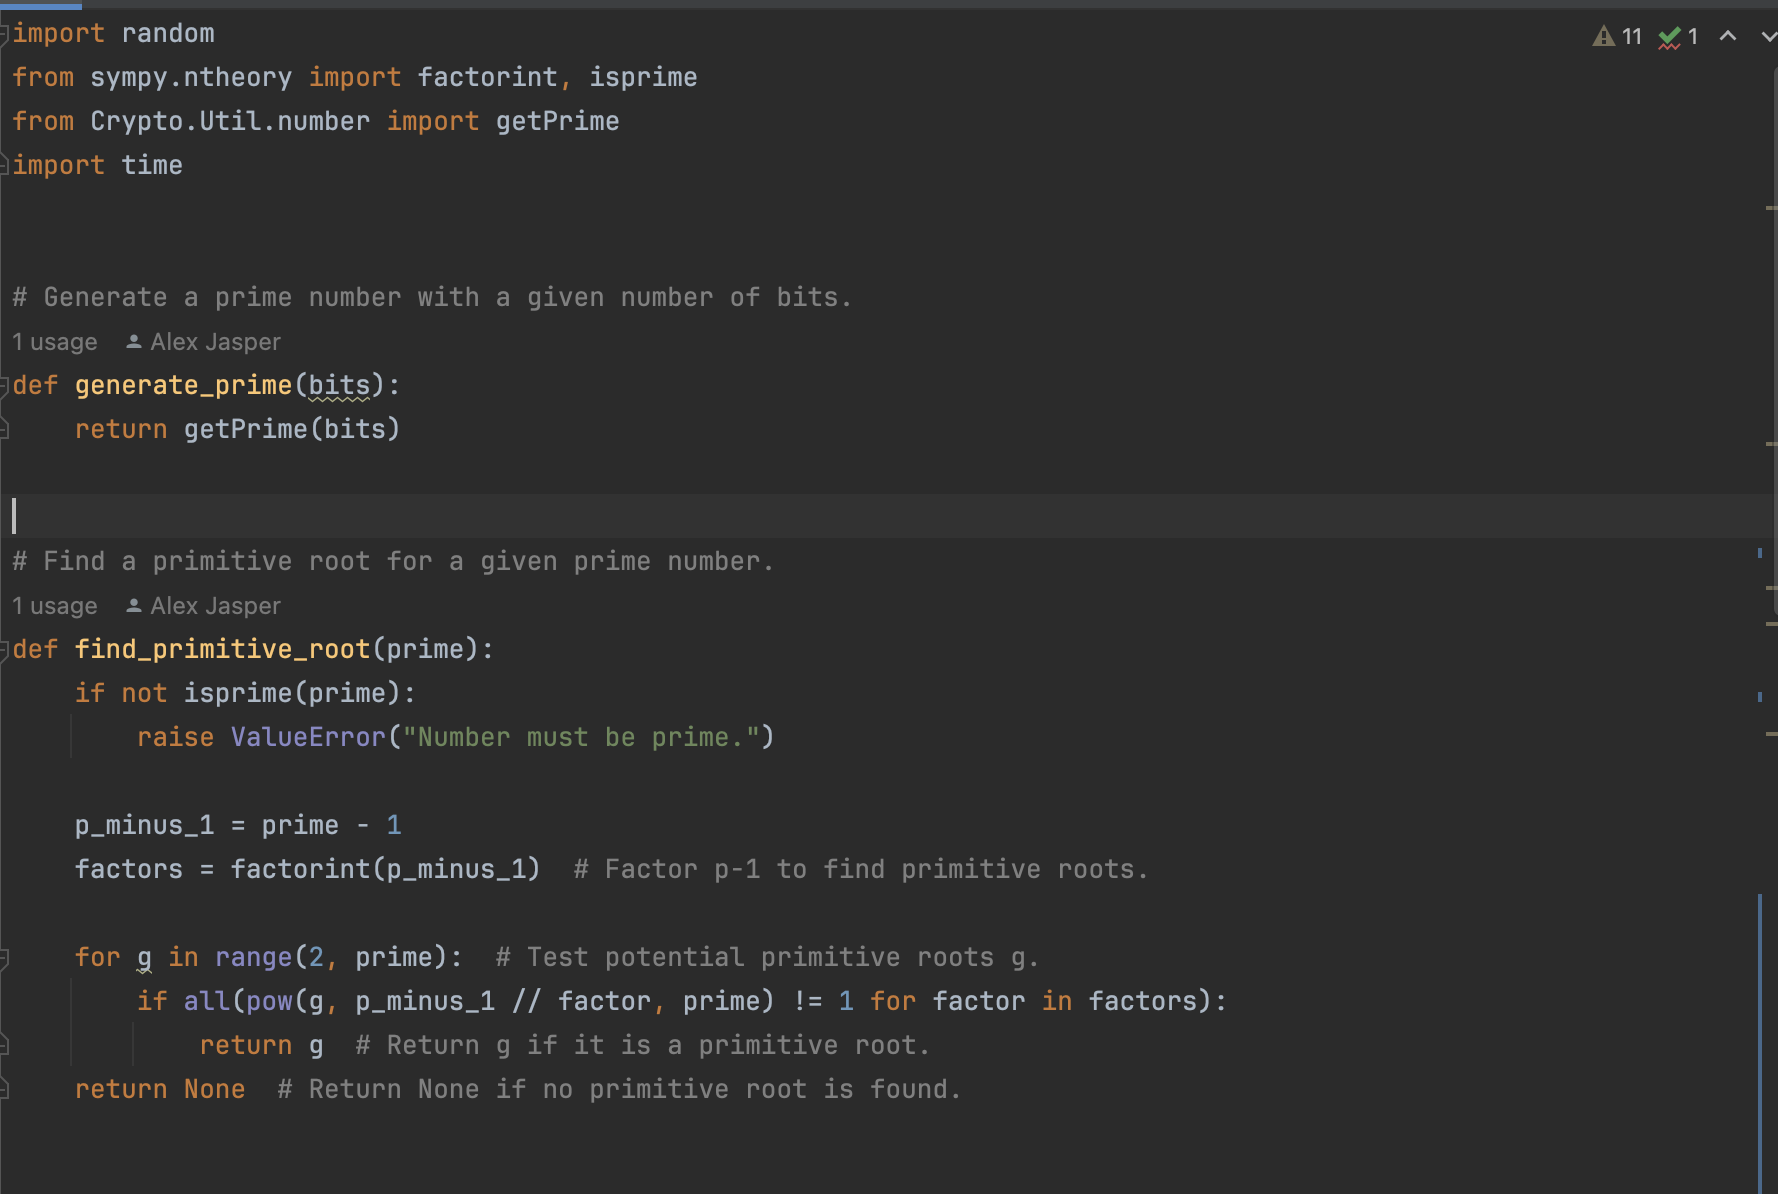 import random
11 1
from sympy.ntheory import factorint, isprime
from Crypto.Util.number import getPrime
import time
# Generate a prime number with a given number of bits.
1 usage Alex Jasper
def generate_prime(bits):
    return getPrime(bits)
# Find a primitive root for a given prime number.
1 usage Alex Jasper
def find_primitive_root(prime):
    if not isprime(prime):
        raise ValueError("Number must be prime.")
    p_minus_1 = prime - 1
    factors = factorint(p_minus_1)  # Factor p-1 to find primitive roots.
    for g in range(2, prime):  # Test potential primitive roots g.
        if all(pow(g, p_minus_1 // factor, prime) != 1 for factor in factors):
            return g  # Return g if it is a primitive root.
    return None  # Return None if no primitive root is found.